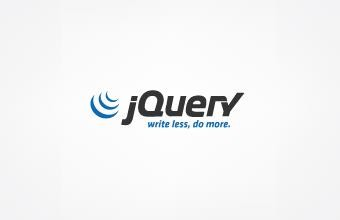 jQuery
write less, do more.